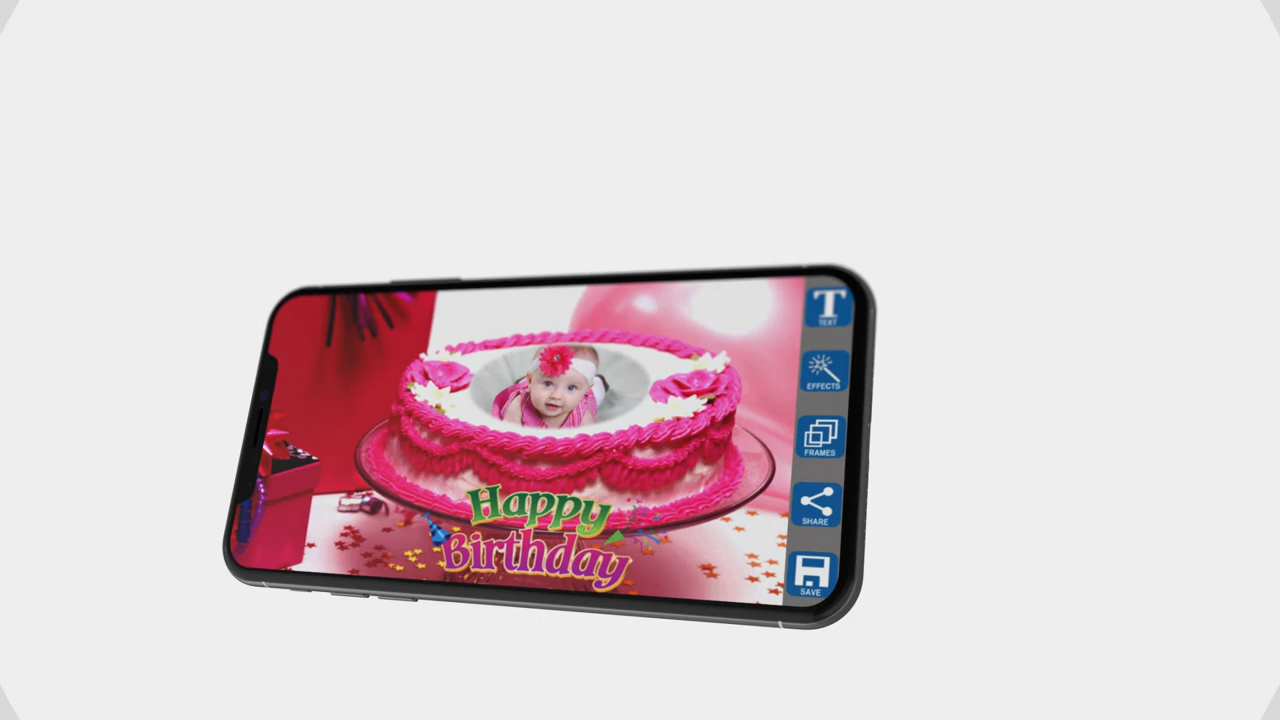 T
TEXT
EFFECTS
FRAMES
SHARE
SAVE
Happy
Birthday